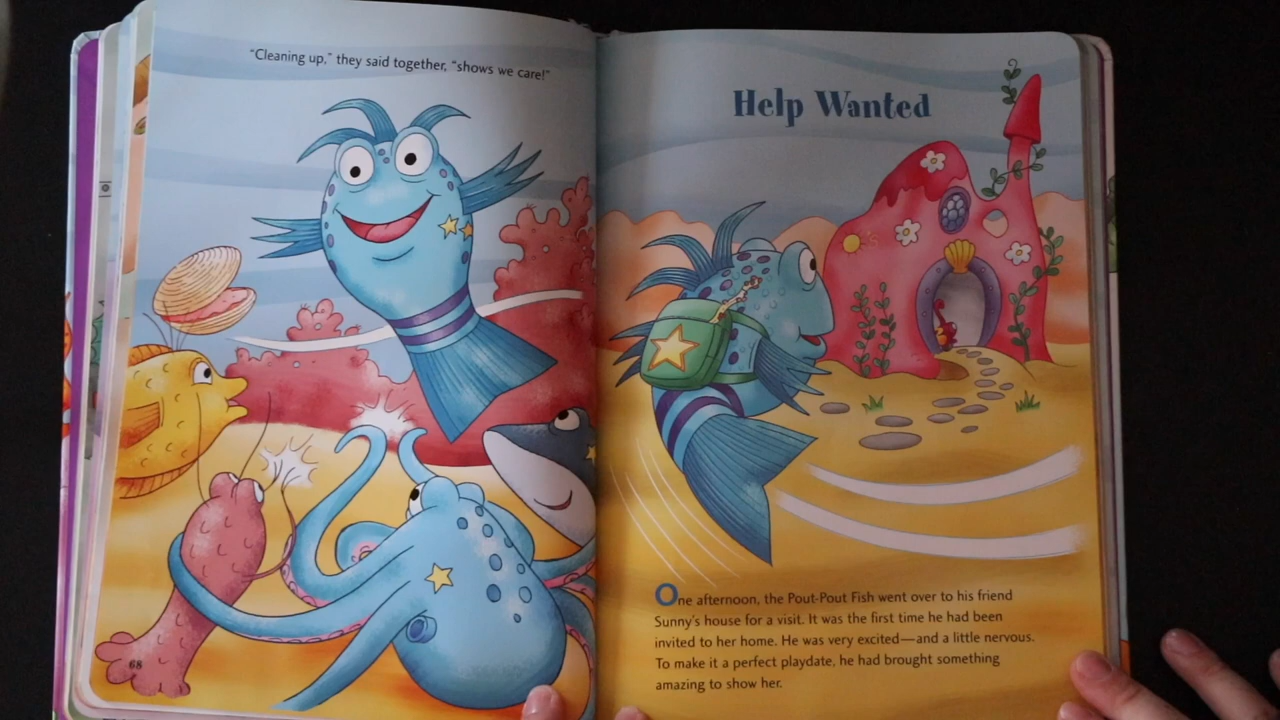 "Cleaning up," they said together, "shows we care!"
68
Help Wanted
One afternoon, the Pout-Pout Fish went over to his friend
Sunny's house for a visit. It was the first time he had been
invited to her home. He was very excited—and a little nervous.
To make it a perfect playdate, he had brought something
amazing to show her.